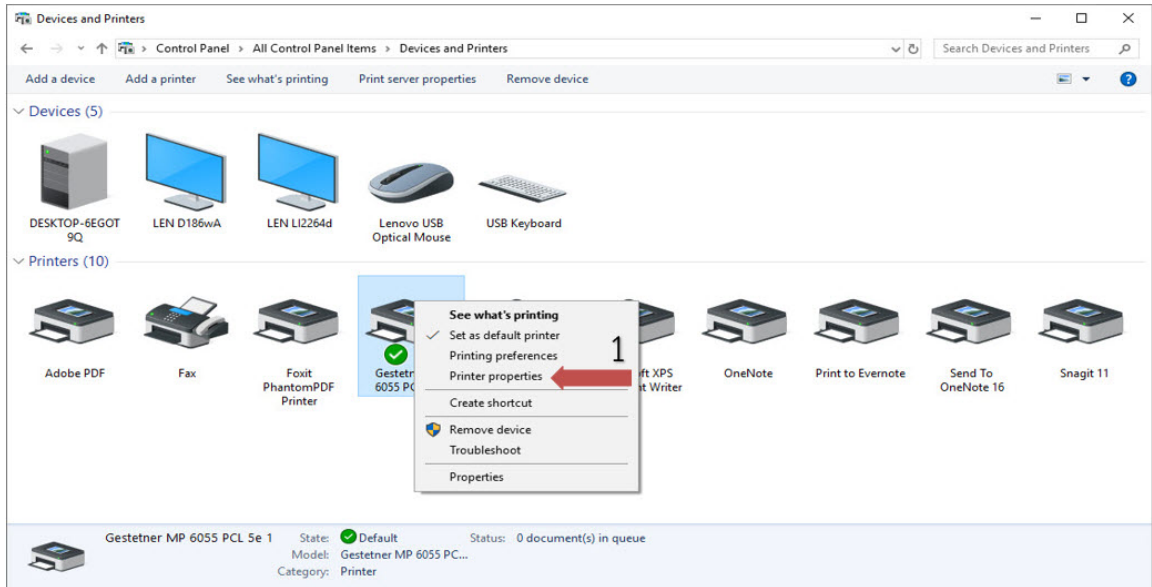 Devices and Printers
Control Panel > All Control Panel Items > Devices and Printers
Search Devices and Printers
Add a device Add a printer See what's printing Print server properties Remove device
Devices (5)
DESKTOP-6EGOT
9Q
LEN D186wA
LEN LI2264d
Lenovo USB
Optical Mouse
USB Keyboard
Printers (10)
Adobe PDF
Fax
Foxit
PhantomPDF
Printer
6055
OneNote
Print to Evernote
Send To
OneNote 16
Snagit 11
XPS
Writer
See what's printing
Set as default printer
Printing preferences
Printer properties
1
Create shortcut
Remove device
Troubleshoot
Properties
Gestetner MP 6055 PCL 5e 1 State: Default Status: 0 document(s) in queue
Model: Gestetner MP 6055 PC...
Category: Printer